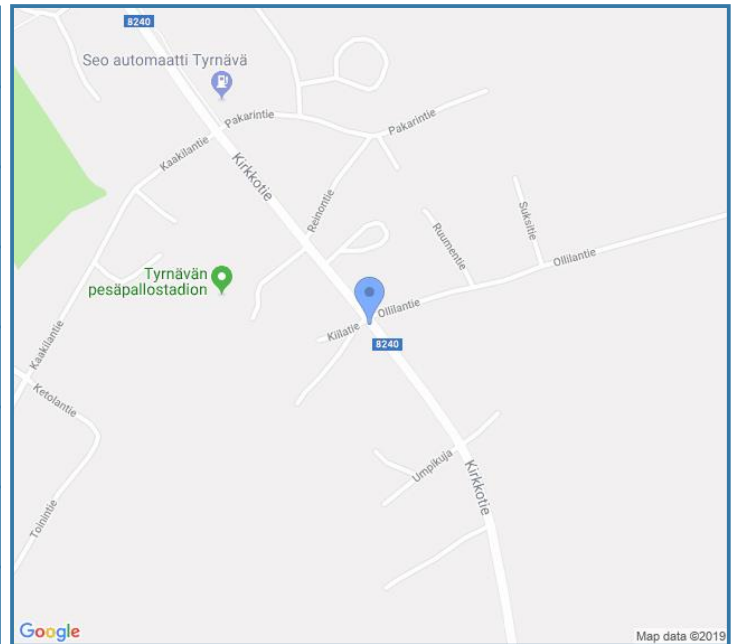 8240
Seo automaatti Tyrnävä
Pakarintie
Pakarintie
Kaakilantie
Kirkkotie
Reinontie
Suksitie
Ruumentie
Ollilantie
Tyrnävän
pesäpallostadion
Ollilantie
Kiilatie
8240
Kaakilantie
Ketolantie
Umpikuja
Kirkkotie
Toinintie
Google
Map data ©2019